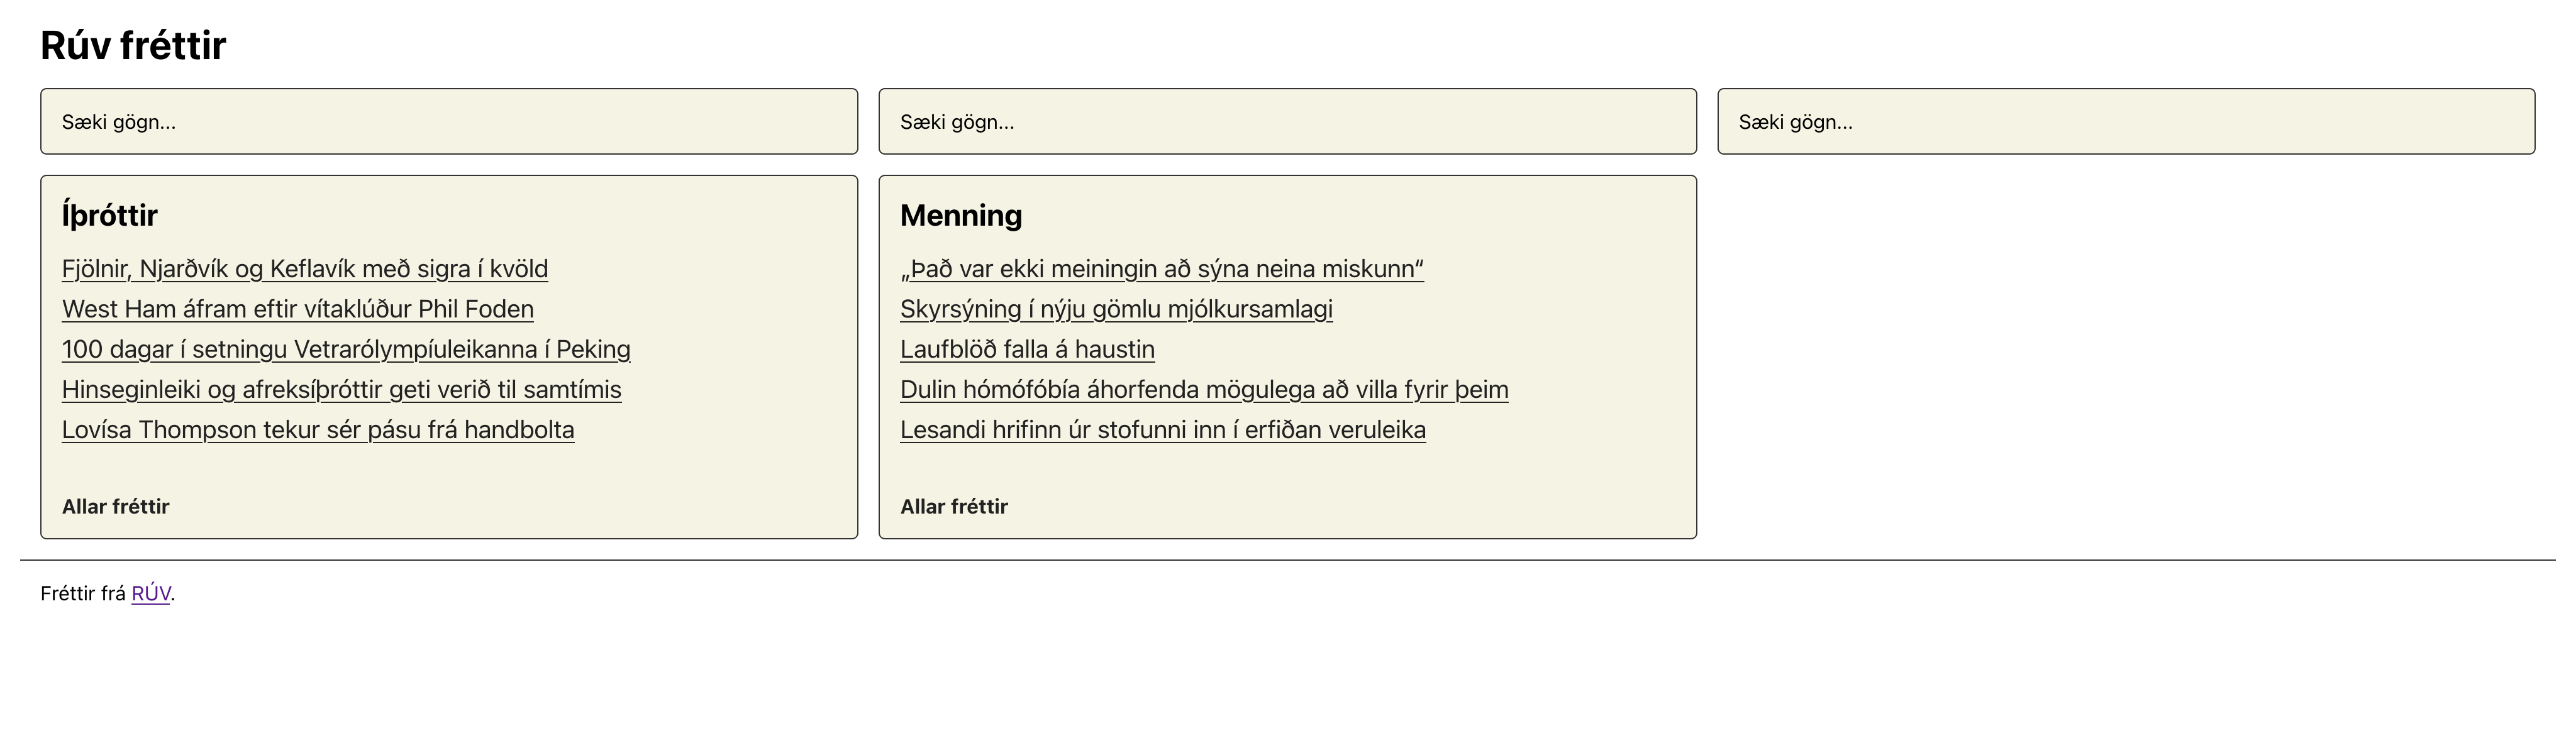 Rúv fréttir
Sæki gögn...
Sæki gögn...
Sæki gögn...
Íþróttir
Fjölnir, Njarðvík og Keflavík með sigra í kvöld
West Ham áfram eftir vítaklúður Phil Foden
100 dagar í setningu Vetrarólympíuleikanna í Peking
Hinseginleiki og afreksíþróttir geti verið til samtímis
Lovísa Thompson tekur sér pásu frá handbolta
Allar fréttir
Menning
„Það var ekki meiningin að sýna neina miskunn“
Skyrsýning í nýju gömlu mjólkursamlagi
Laufblöð falla á haustin
Dulin hómófóbía áhorfenda mögulega að villa fyrir þeim
Lesandi hrifinn úr stofunni inn í erfiðan veruleika
Allar fréttir
Fréttir frá RÚV.